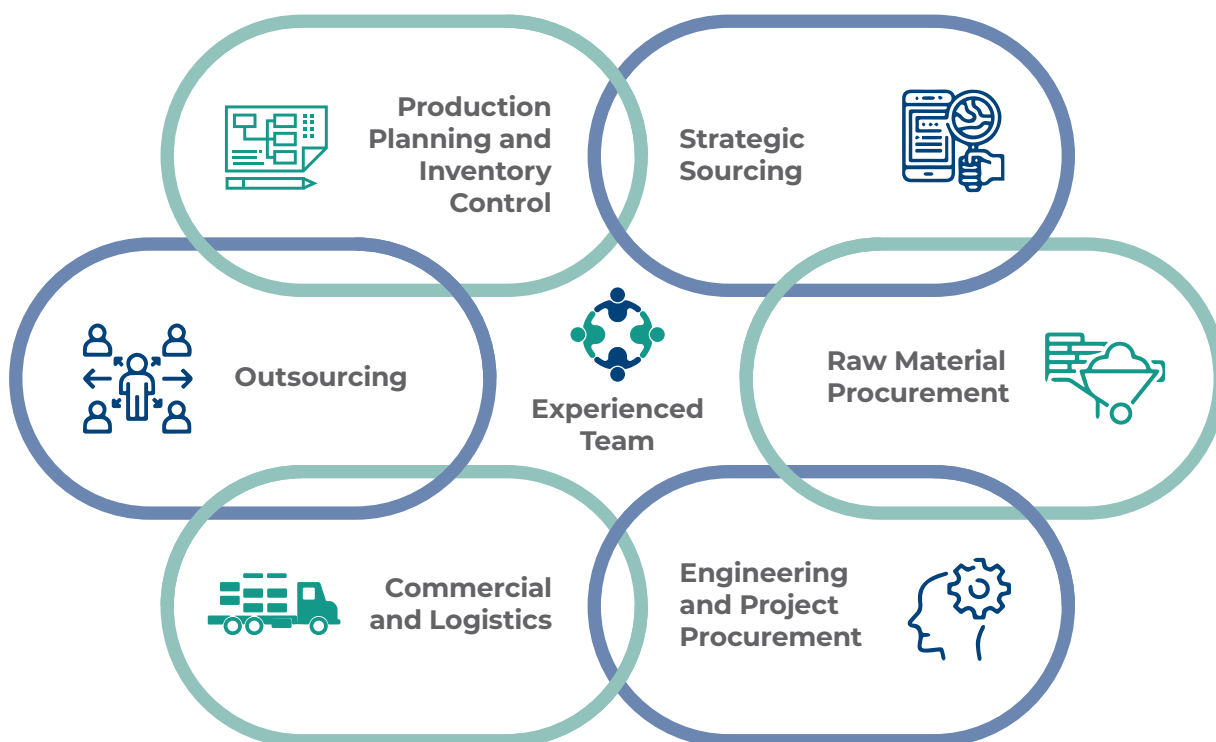 Production
Planning and
Inventory
Control
Strategic
Sourcing
Outsourcing
Experienced
Team
Raw Material
Procurement
Commercial
and Logistics
Engineering
and Project
Procurement